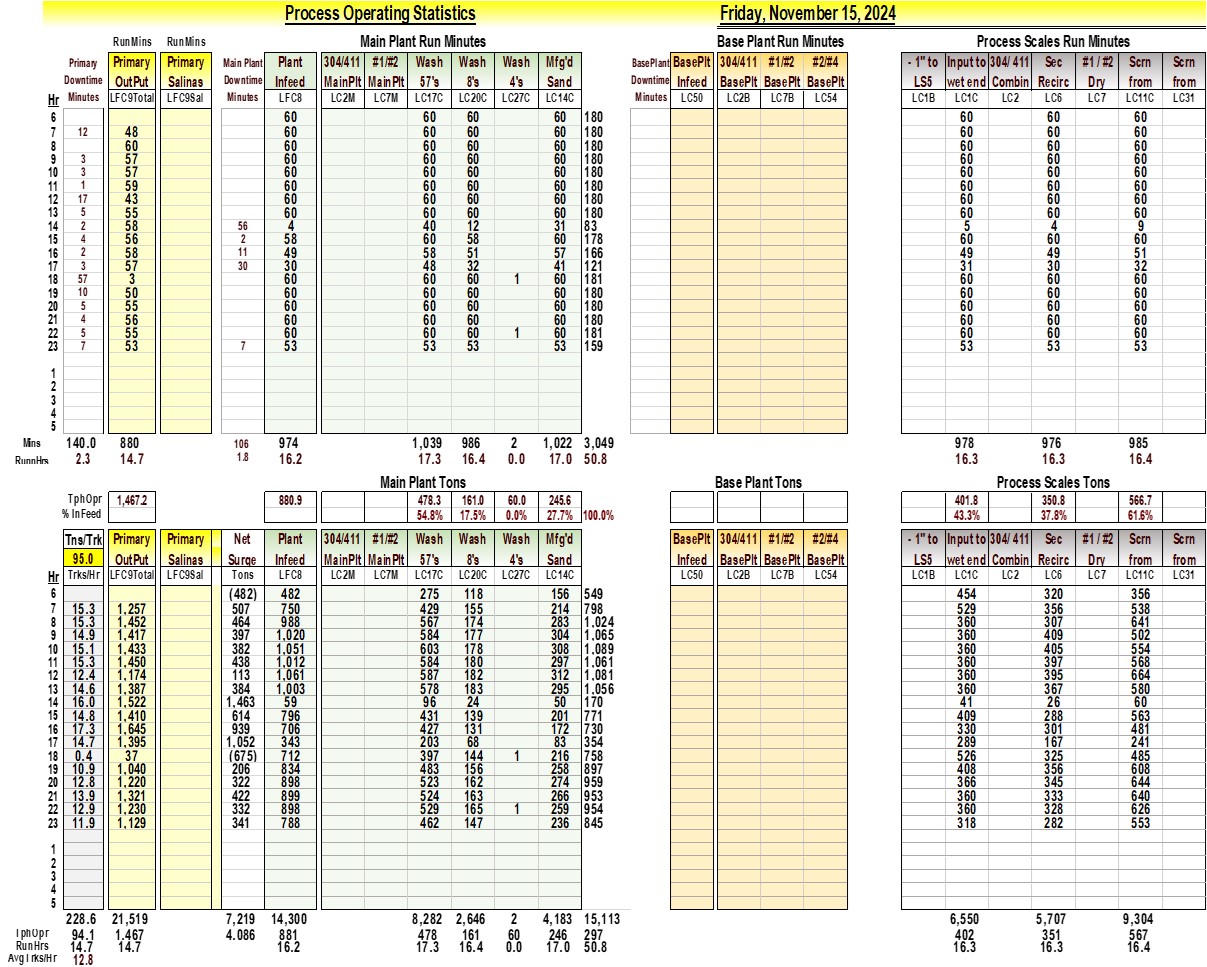 Process Operating Statistics Friday, November 15, 2024
RunMins RunMins Main Plant Run Minutes Base Plant Run Minutes Process Scales Run Minutes
Primary Primary Primary Main Plant Plant 304/411 #1/#2 Wash Wash Wash Mfg'd BasePlant BasePlt 304/411 #1/#2 #2/#4 - 1" to Input to 304/ 411 Sec #1 / #2 Scrn Scrn
Downtime OutPut Salinas Downtime Infeed MainPlt MainPlt 57's 8's 4's Sand Downtime Infeed BasePlt BasePlt BasePlt LS5 wet end Combin Recirc Dry from from
Hr Minutes LFC9Total LFC9Sal Minutes LFC8 LC2M LC7M LC17C LC20C LC27C LC14C Minutes LC50 LC2B LC7B LC54 LC1B LC1C LC2 LC6 LC7 LC11C LC31
6 60 60 60 60 180 60 60 60
7 12 48 60 60 60 60 180 60 60 60
8 60 60 60 60 60 180 60 60 60
9 3 57 60 60 60 60 180 60 60 60
10 3 57 60 60 60 60 180 60 60 60
11 1 59 60 60 60 60 180 60 60 60
12 17 43 60 60 60 60 180 60 60 60
13 5 55 60 60 60 60 180 60 60 60
14 2 58 56 4 40 12 31 83 5 4 9
15 4 56 2 58 60 58 60 178 60 60 60
16 2 58 11 49 58 51 57 166 49 49 51
17 3 57 30 30 48 32 41 121 31 30 32
18 57 3 60 60 60 1 60 181 60 60 60
19 10 50 60 60 60 60 180 60 60 60
20 5 55 60 60 60 60 180 60 60 60
21 4 56 60 60 60 60 180 60 60 60
22 5 55 60 60 60 1 60 181 60 60 60
23 7 53 7 53 53 53 53 159 53 53 53
1
2
3
4
5
Mins 140.0 880 106 974 1,039 986 2 1,022 3,049 978 976 985
RunnHrs 2.3 14.7 1.8 16.2 17.3 16.4 0.0 17.0 50.8 16.3 16.3 16.4
Main Plant Tons Base Plant Tons Process Scales Tons
TphOpr 1,467.2 880.9 478.3 161.0 60.0 245.6 401.8 350.8 566.7
% InFeed 54.8% 17.5% 0.0% 27.7% 100.0% 43.3% 37.8% 61.6%
Tns/Trk Primary Primary Net Plant 304/411 #1/#2 Wash Wash Wash Mfg'd BasePlt 304/411 #1/#2 #2/#4 - 1" to Input to 304/ 411 Sec #1 / #2 Scrn Scrn
95.0 OutPut Salinas Surge Infeed MainPlt MainPlt 57's 8's 4's Sand Infeed BasePlt BasePlt BasePlt LS5 wet end Combin Recirc Dry from from
Hr Trks/Hr LFC9Total LFC9Sal Tons LFC8 LC2M LC7M LC17C LC20C LC27C LC14C LC50 LC2B LC7B LC54 LC1B LC1C LC2 LC6 LC7 LC11C LC31
6 (482) 482 275 118 156 549 454 320 356
7 15.3 1,257 507 750 429 155 214 798 529 356 538
8 15.3 1,452 464 988 567 174 283 1,024 360 307 641
9 14.9 1,417 397 1,020 584 177 304 1,065 360 409 502
10 15.1 1,433 382 1,051 603 178 308 1,089 360 405 554
11 15.3 1,450 438 1,012 584 180 297 1,061 360 397 568
12 12.4 1,174 113 1,061 587 182 312 1,081 360 395 664
13 14.6 1,387 384 1,003 578 183 295 1,056 360 367 580
14 16.0 1,522 1,463 59 96 24 50 170 41 26 60
15 14.8 1,410 614 796 431 139 201 771 409 288 563
16 17.3 1,645 939 706 427 131 172 730 330 301 481
17 14.7 1,395 1,052 343 203 68 83 354 289 167 241
18 0.4 37 (675) 712 397 144 1 216 758 526 325 485
19 10.9 1,040 206 834 483 156 258 897 408 356 608
20 12.8 1,220 322 898 523 162 274 959 366 345 644
21 13.9 1,321 422 899 524 163 266 953 360 333 640
22 12.9 1,230 332 898 529 165 1 259 954 360 328 626
23 11.9 1,129 341 788 462 147 236 845 318 282 553
1
2
3
4
5
228.6 21,519 7,219 14,300 8,282 2,646 2 4,183 15,113 6,550 5,707 9,304
TphOpr 94.1 1,467 4.086 881 478 161 60 246 297 402 351 567
RunHrs 14.7 14.7 16.2 17.3 16.4 0.0 17.0 50.8 16.3 16.3 16.4
AvgTrks/Hr 12.8